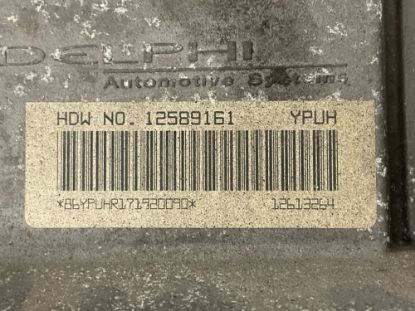 DELPHI
Automotive Systems
HDW NO. 12589161 YPUH
*86YPUHR171920090* 12613264